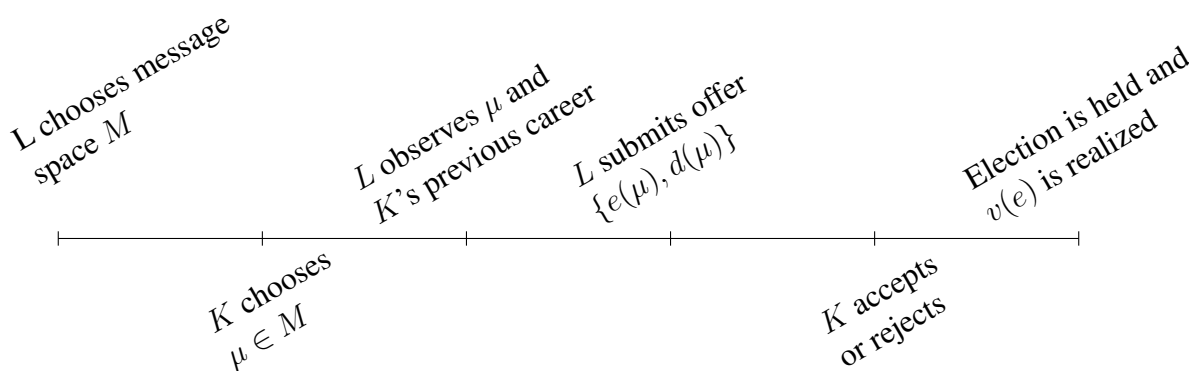 L chooses message
space M
K chooses
μ ∈ M
L observes μ and
K's previous career
L submits offer
{e(μ), d(μ)}
K accepts
or rejects
Election is held and
v(e) is realized